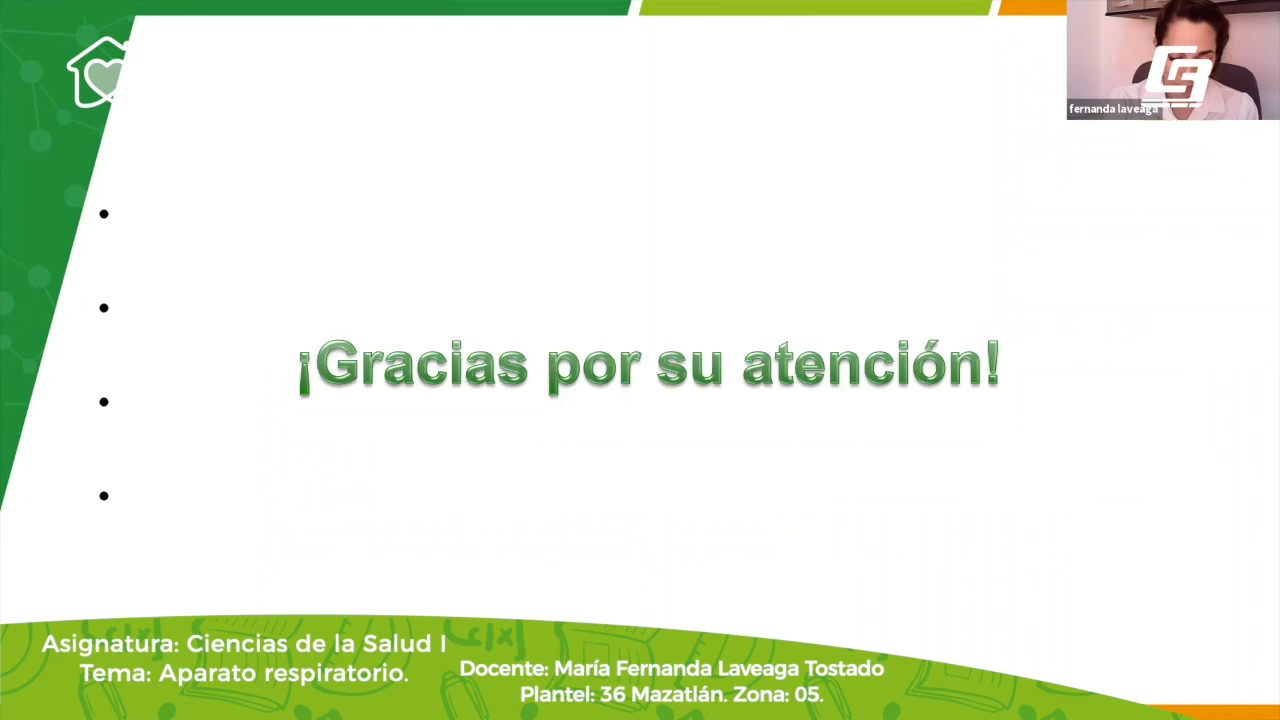 fernanda laveaga
¡Gracias por su atención!
Asignatura: Ciencias de la Salud I
Tema: Aparato respiratorio.
Docente: María Fernanda Laveaga Tostado
Plantel: 36 Mazatlán. Zona: 05.